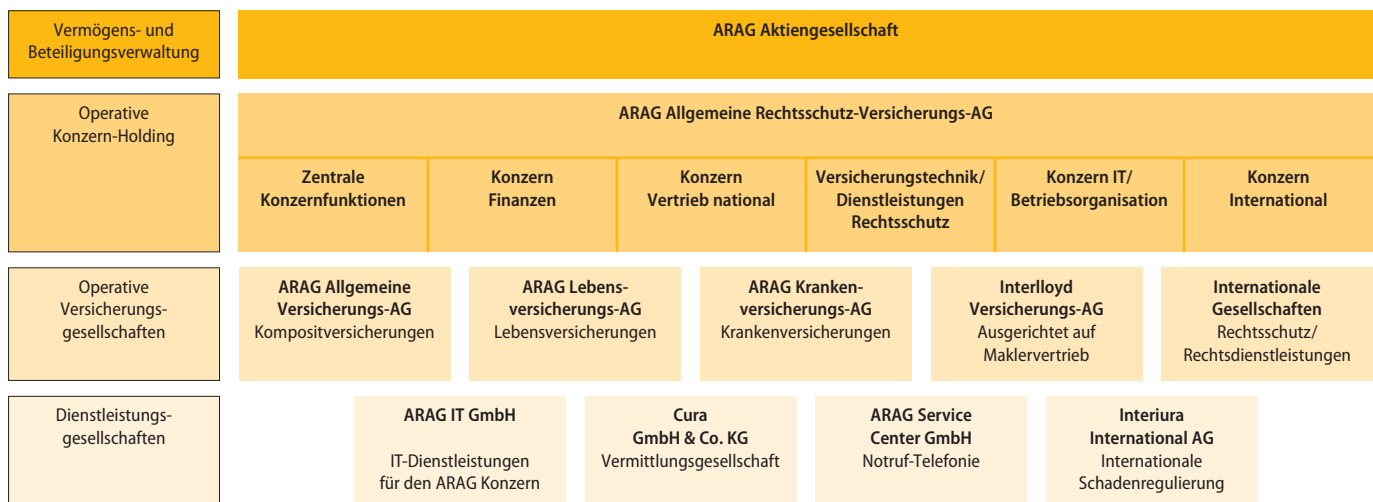 Vermögens- und
Beteiligungsverwaltung
ARAG Aktiengesellschaft
Operative
Konzern-Holding
ARAG Allgemeine Rechtsschutz-Versicherungs-AG
Zentrale
Konzernfunktionen
Konzern
Finanzen
Konzern
Vertrieb national
Versicherungstechnik/
Dienstleistungen
Rechtsschutz
Konzern IT/
Betriebsorganisation
Konzern
International
Operative
Versicherungs-
gesellschaften
ARAG Allgemeine
Versicherungs-AG
Kompositversicherungen
ARAG Lebens-
versicherungs-AG
Lebensversicherungen
ARAG Kranken-
versicherungs-AG
Krankenversicherungen
Interlloyd
Versicherungs-AG
Ausgerichtet auf
Maklervertrieb
Internationale
Gesellschaften
Rechtsschutz/
Rechtsdienstleistungen
Dienstleistungs-
gesellschaften
ARAG IT GmbH
IT-Dienstleistungen
für den ARAG Konzern
Cura
GmbH & Co. KG
Vermittlungsgesellschaft
ARAG Service
Center GmbH
Notruf-Telefonie
Interiura
International AG
Internationale
Schadenregulierung